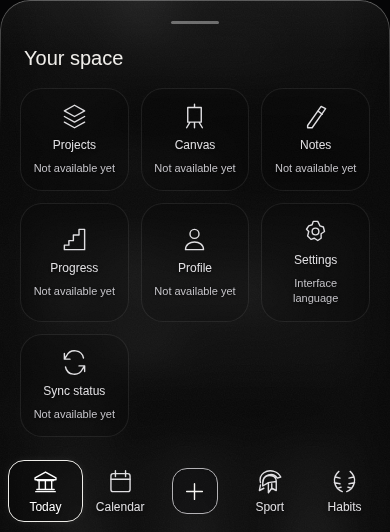 Your space
Projects
Canvas
Notes
Not available yet
Not available yet
Not available yet
Progress
Profile
Settings
Not available yet
Not available yet
Interface
language
Sync status
Not available yet
Today
Calendar
Sport
Habits